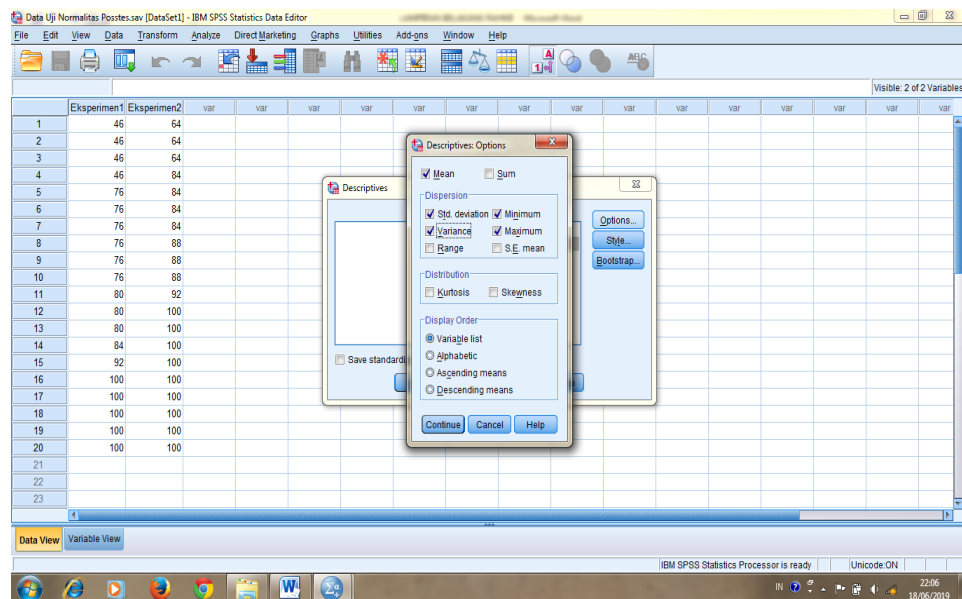 Data Uji Normalitas Posstes.sav [DataSet1] - IBM SPSS Statistics Data Editor
File Edit View Data Transform Analyze Direct Marketing Graphs Utilities Add-ons Window Help
Visible: 2 of 2 Variables
Eksperimen1 Eksperimen2 var var var var var var var var var var var var var var var
1 46 64
2 46 64
3 46 64
4 46 84
5 76 84
6 76 84
7 76 84
8 76 88
9 76 88
10 76 88
11 80 92
12 80 100
13 80 100
14 84 100
15 92 100
16 100 100
17 100 100
18 100 100
19 100 100
20 100 100
21
22
23
Descriptives
Options...
Style...
Bootstrap...
Save standardi
Descriptives: Options
Mean Sum
Dispersion
Std. deviation Minimum
Variance Maximum
Range S.E. mean
Distribution
Kurtosis Skewness
Display Order
Variable list
Alphabetic
Ascending means
Descending means
Continue Cancel Help
Data View Variable View
IBM SPSS Statistics Processor is ready Unicode:ON
IN 22:06
18/06/2019